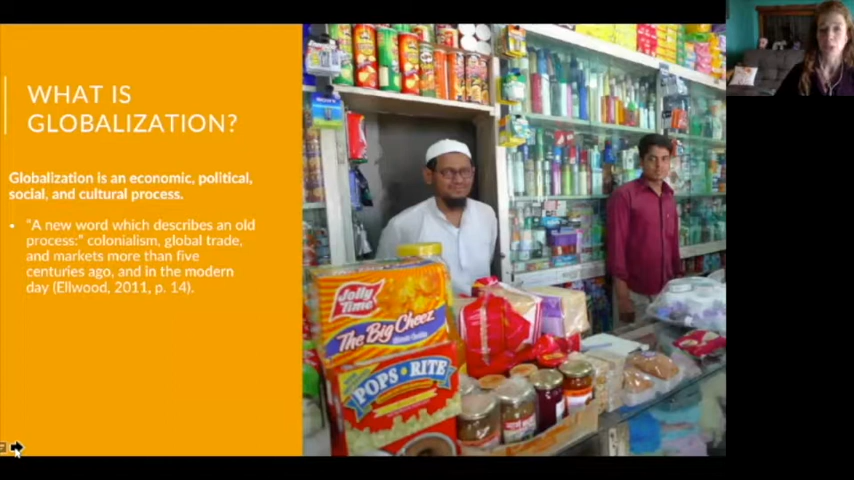 WHAT IS
GLOBALIZATION?
Globalization is an economic, political,
social, and cultural process.
• “A new word which describes an old
process:” colonialism, global trade,
and markets more than five
centuries ago, and in the modern
day (Ellwood, 2011, p. 14).
Jolly
Time
The Big Cheez
POPS-RITE